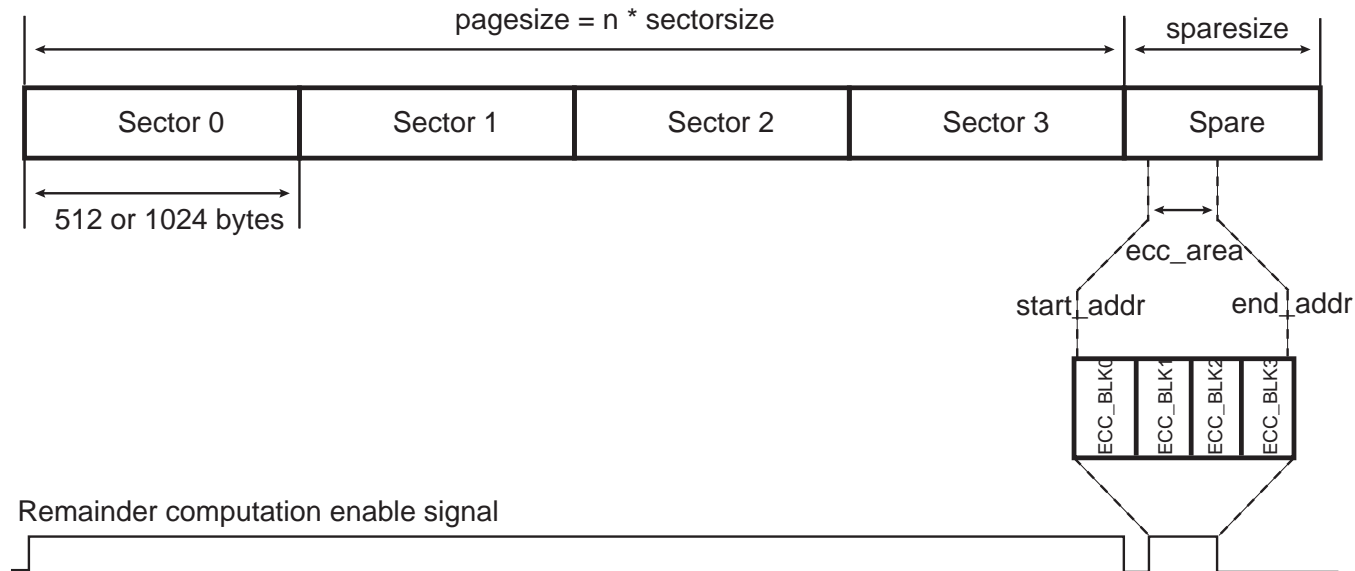 pagesize = n * sectorsize
sparesize
Sector 0
Sector 1
Sector 2
Sector 3
Spare
512 or 1024 bytes
ecc_area
start_addr
end_addr
ECC_BLK0
ECC_BLK1
ECC_BLK2
ECC_BLK3
Remainder computation enable signal